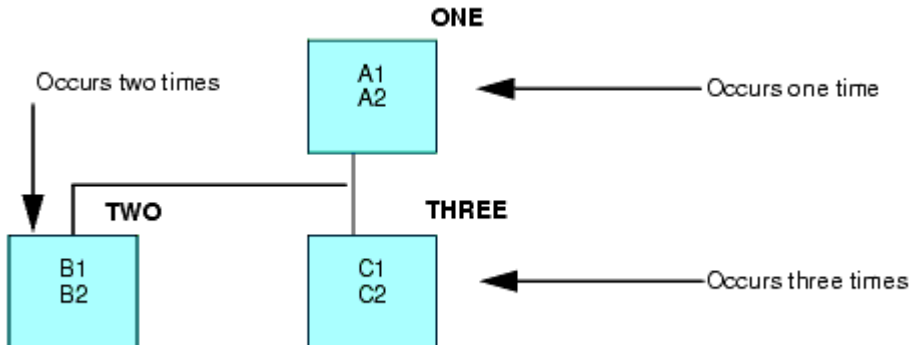 ONE
Occurs two times
A1
A2
Occurs one time
TWO
THREE
B1
B2
C1
C2
Occurs three times